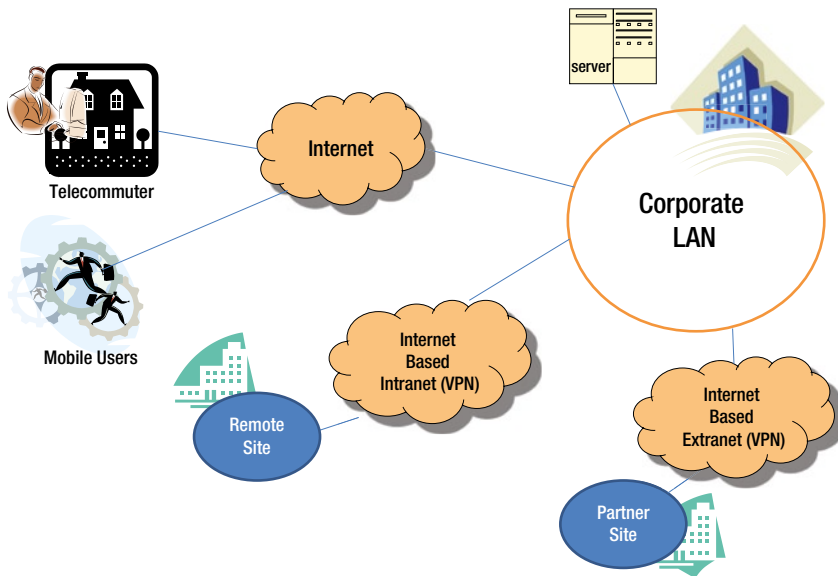 server
Internet
Telecommuter
Corporate
LAN
Mobile Users
Internet
Based
Intranet (VPN)
Internet
Based
Extranet (VPN)
Remote
Site
Partner
Site